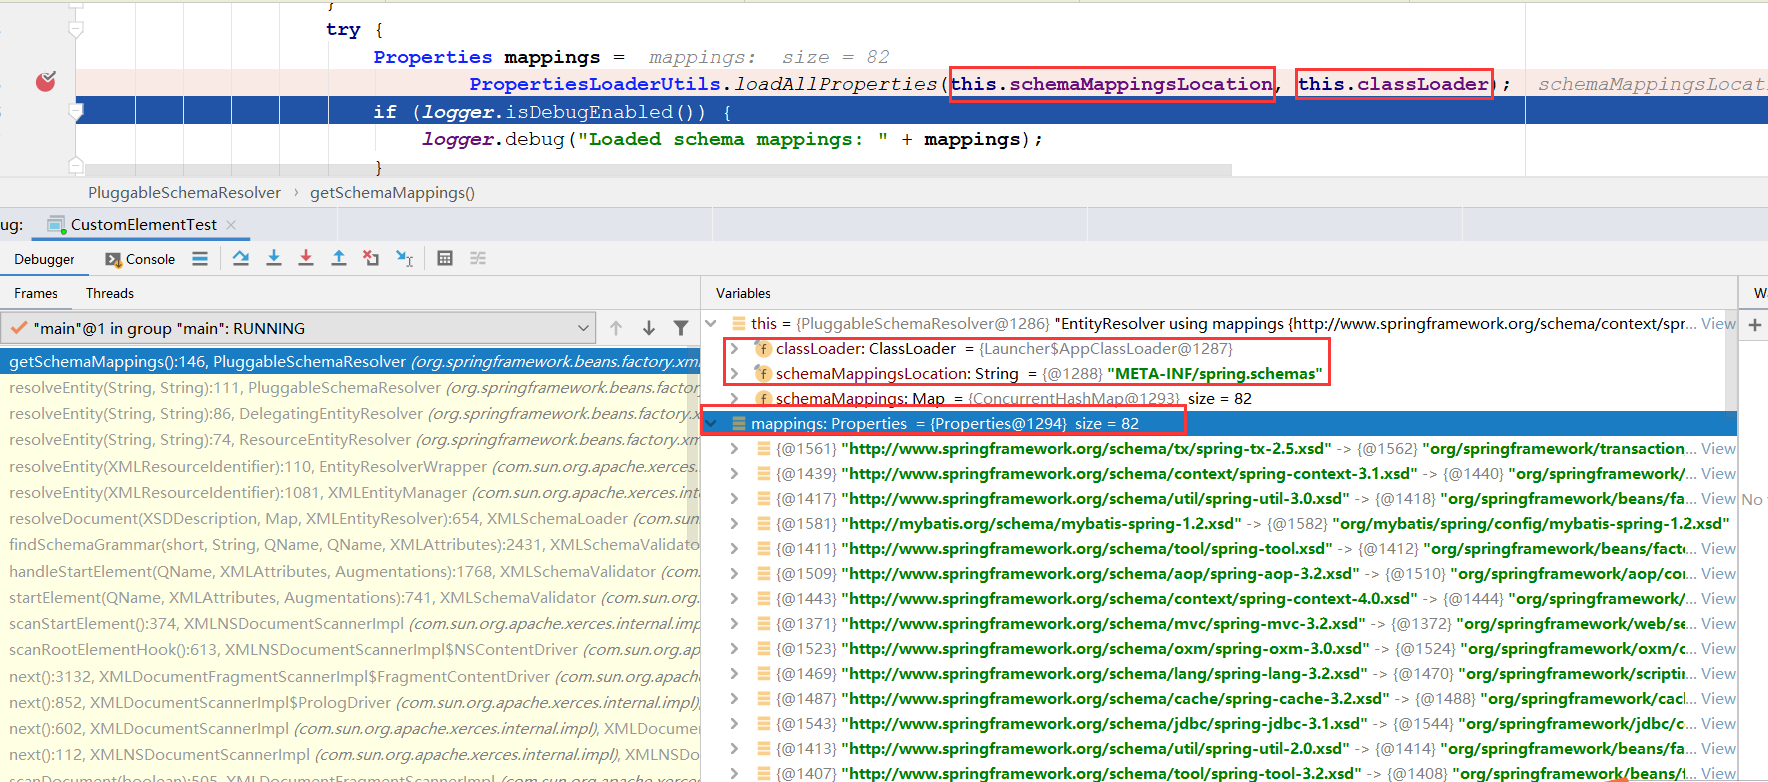 }
try {
Properties mappings = mappings: size = 82
PropertiesLoaderUtils.loadAllProperties(this.schemaMappingsLocation, this.classLoader); schemaMappingsLocati
if (logger.isDebugEnabled()) {
logger.debug("Loaded schema mappings: " + mappings);
}
PluggableSchemaResolver › getSchemaMappings()
ug: CustomElementTest ×
Debugger Console
Frames Threads
"main"@1 in group "main": RUNNING
getSchemaMappings():146, PluggableSchemaResolver (org.springframework.beans.factory.xm
resolveEntity(String, String):111, PluggableSchemaResolver (org.springframework.beans.factory
resolveEntity(String, String):86, DelegatingEntityResolver (org.springframework.beans.factory.x
resolveEntity(String, String):74, ResourceEntityResolver (org.springframework.beans.factory.xm
resolveEntity(XMLResourceIdentifier):110, EntityResolverWrapper (com.sun.org.apache.xerces.
resolveEntity(XMLResourceIdentifier):1081, XMLEntityManager (com.sun.org.apache.xerces.int
resolveDocument(XSDDescription, Map, XMLEntityResolver):654, XMLSchemaLoader (com.sun
findSchemaGrammar(short, String, QName, QName, XMLAttributes):2431, XMLSchemaValidato
handleStartElement(QName, XMLAttributes, Augmentations):1768, XMLSchemaValidator (com.
startElement(QName, XMLAttributes, Augmentations):741, XMLSchemaValidator (com.sun.org.
scanStartElement():374, XMLNSDocumentScannerImpl (com.sun.org.apache.xerces.internal.imp
scanRootElementHook():613, XMLNSDocumentScannerImpl$NSContentDriver (com.sun.org.ap
next():3132, XMLDocumentFragmentScannerImpl$FragmentContentDriver (com.sun.org.apache
next():852, XMLDocumentScannerImpl$PrologDriver (com.sun.org.apache.xerces.internal.impl),
next():602, XMLDocumentScannerImpl (com.sun.org.apache.xerces.internal.impl), XMLDocumen
next():112, XMLNSDocumentScannerImpl (com.sun.org.apache.xerces.internal.impl), XMLNSDo
scanDocument(boolean):505, XMLDocumentFragmentScannerImpl (com.sun.org.apache.xerces
Variables
this = {PluggableSchemaResolver@1286} "EntityResolver using mappings {http://www.springframework.org/schema/context/spr... View
classLoader: ClassLoader = {Launcher$AppClassLoader@1287}
schemaMappingsLocation: String = {@1288} "META-INF/spring.schemas"
schemaMappings: Map = {ConcurrentHashMap@1293} size = 82
mappings: Properties = {Properties@1294} size = 82
{@1561} "http://www.springframework.org/schema/tx/spring-tx-2.5.xsd" -> {@1562} "org/springframework/transaction... View
{@1439} "http://www.springframework.org/schema/context/spring-context-3.1.xsd" -> {@1440} "org/springframework/... View
{@1417} "http://www.springframework.org/schema/util/spring-util-3.0.xsd" -> {@1418} "org/springframework/beans/fa... View
{@1581} "http://mybatis.org/schema/mybatis-spring-1.2.xsd" -> {@1582} "org/mybatis/spring/config/mybatis-spring-1.2.xsd"
{@1411} "http://www.springframework.org/schema/tool/spring-tool.xsd" -> {@1412} "org/springframework/beans/facto... View
{@1509} "http://www.springframework.org/schema/aop/spring-aop-3.2.xsd" -> {@1510} "org/springframework/aop/co... View
{@1443} "http://www.springframework.org/schema/context/spring-context-4.0.xsd" -> {@1444} "org/springframework/... View
{@1371} "http://www.springframework.org/schema/mvc/spring-mvc-3.2.xsd" -> {@1372} "org/springframework/web/se... View
{@1523} "http://www.springframework.org/schema/oxm/spring-oxm-3.0.xsd" -> {@1524} "org/springframework/oxm/c... View
{@1469} "http://www.springframework.org/schema/lang/spring-lang-3.2.xsd" -> {@1470} "org/springframework/scripti... View
{@1487} "http://www.springframework.org/schema/cache/spring-cache-3.2.xsd" -> {@1488} "org/springframework/cac... View
{@1543} "http://www.springframework.org/schema/jdbc/spring-jdbc-3.1.xsd" -> {@1544} "org/springframework/jdbc/c... View
{@1413} "http://www.springframework.org/schema/util/spring-util-2.0.xsd" -> {@1414} "org/springframework/beans/fa... View
{@1407} "http://www.springframework.org/schema/tool/spring-tool-3.2.xsd" -> {@1408} "org/springframework/beans/f... View
W
No